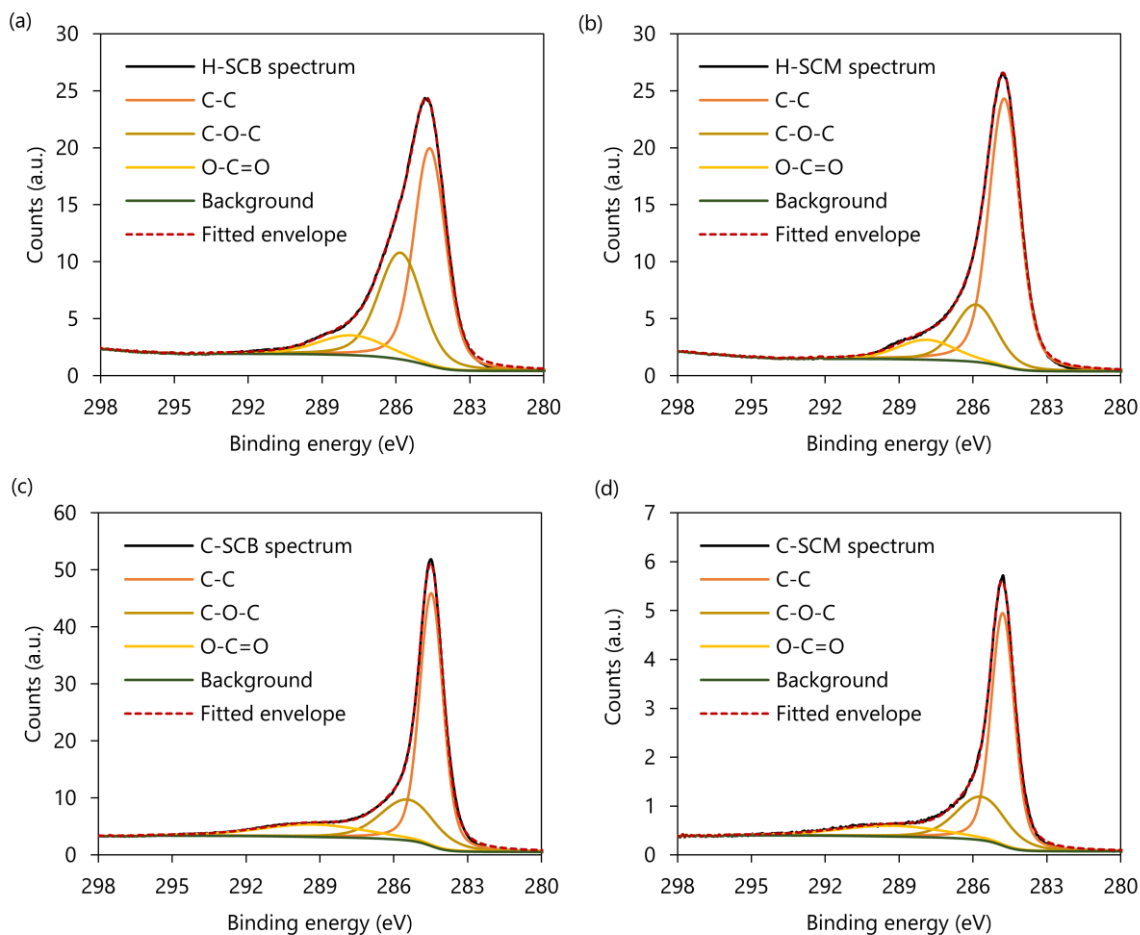 (a)
30
25
20
15
10
5
0
Counts (a.u.)
H-SCB spectrum
C-C
C-O-C
O-C=O
Background
Fitted envelope
298 295 292 289 286 283 280
Binding energy (eV)
(b)
30
25
20
15
10
5
0
Counts (a.u.)
H-SCM spectrum
C-C
C-O-C
O-C=O
Background
Fitted envelope
298 295 292 289 286 283 280
Binding energy (eV)
(c)
60
50
40
30
20
10
0
Counts (a.u.)
C-SCB spectrum
C-C
C-O-C
O-C=O
Background
Fitted envelope
298 295 292 289 286 283 280
Binding energy (eV)
(d)
7
6
5
4
3
2
1
0
Counts (a.u.)
C-SCM spectrum
C-C
C-O-C
O-C=O
Background
Fitted envelope
298 295 292 289 286 283 280
Binding energy (eV)